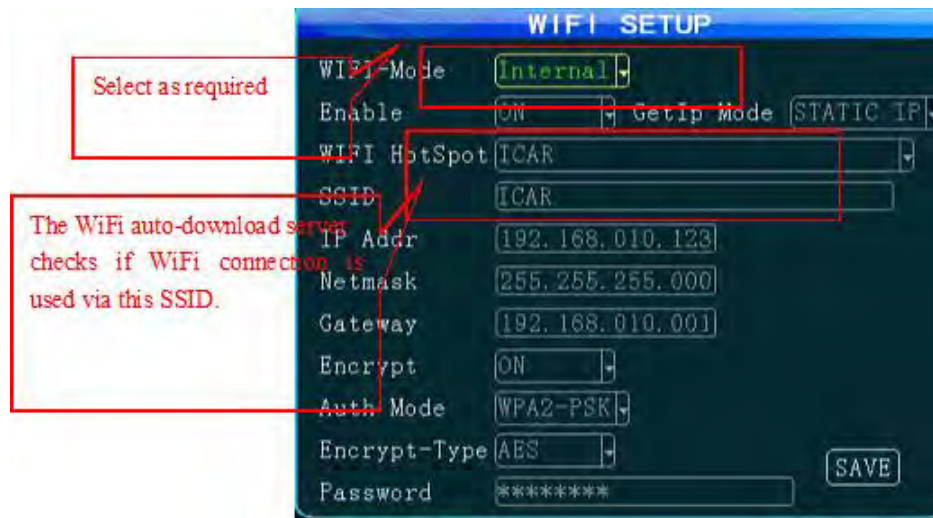 WIFI SETUP
Select as required
WIFI-Mode Internal
Enable ON GetIp Mode STATIC IP
WIFI HotSpot ICAR
SSID ICAR
The WiFi auto-download server
checks if WiFi connection is
used via this SSID.
IP Addr 192.168.010.123
Netmask 255.255.255.000
Gateway 192.168.010.001
Encrypt ON
Auth Mode WPA2-PSK
Encrypt-Type AES
SAVE
Password ********